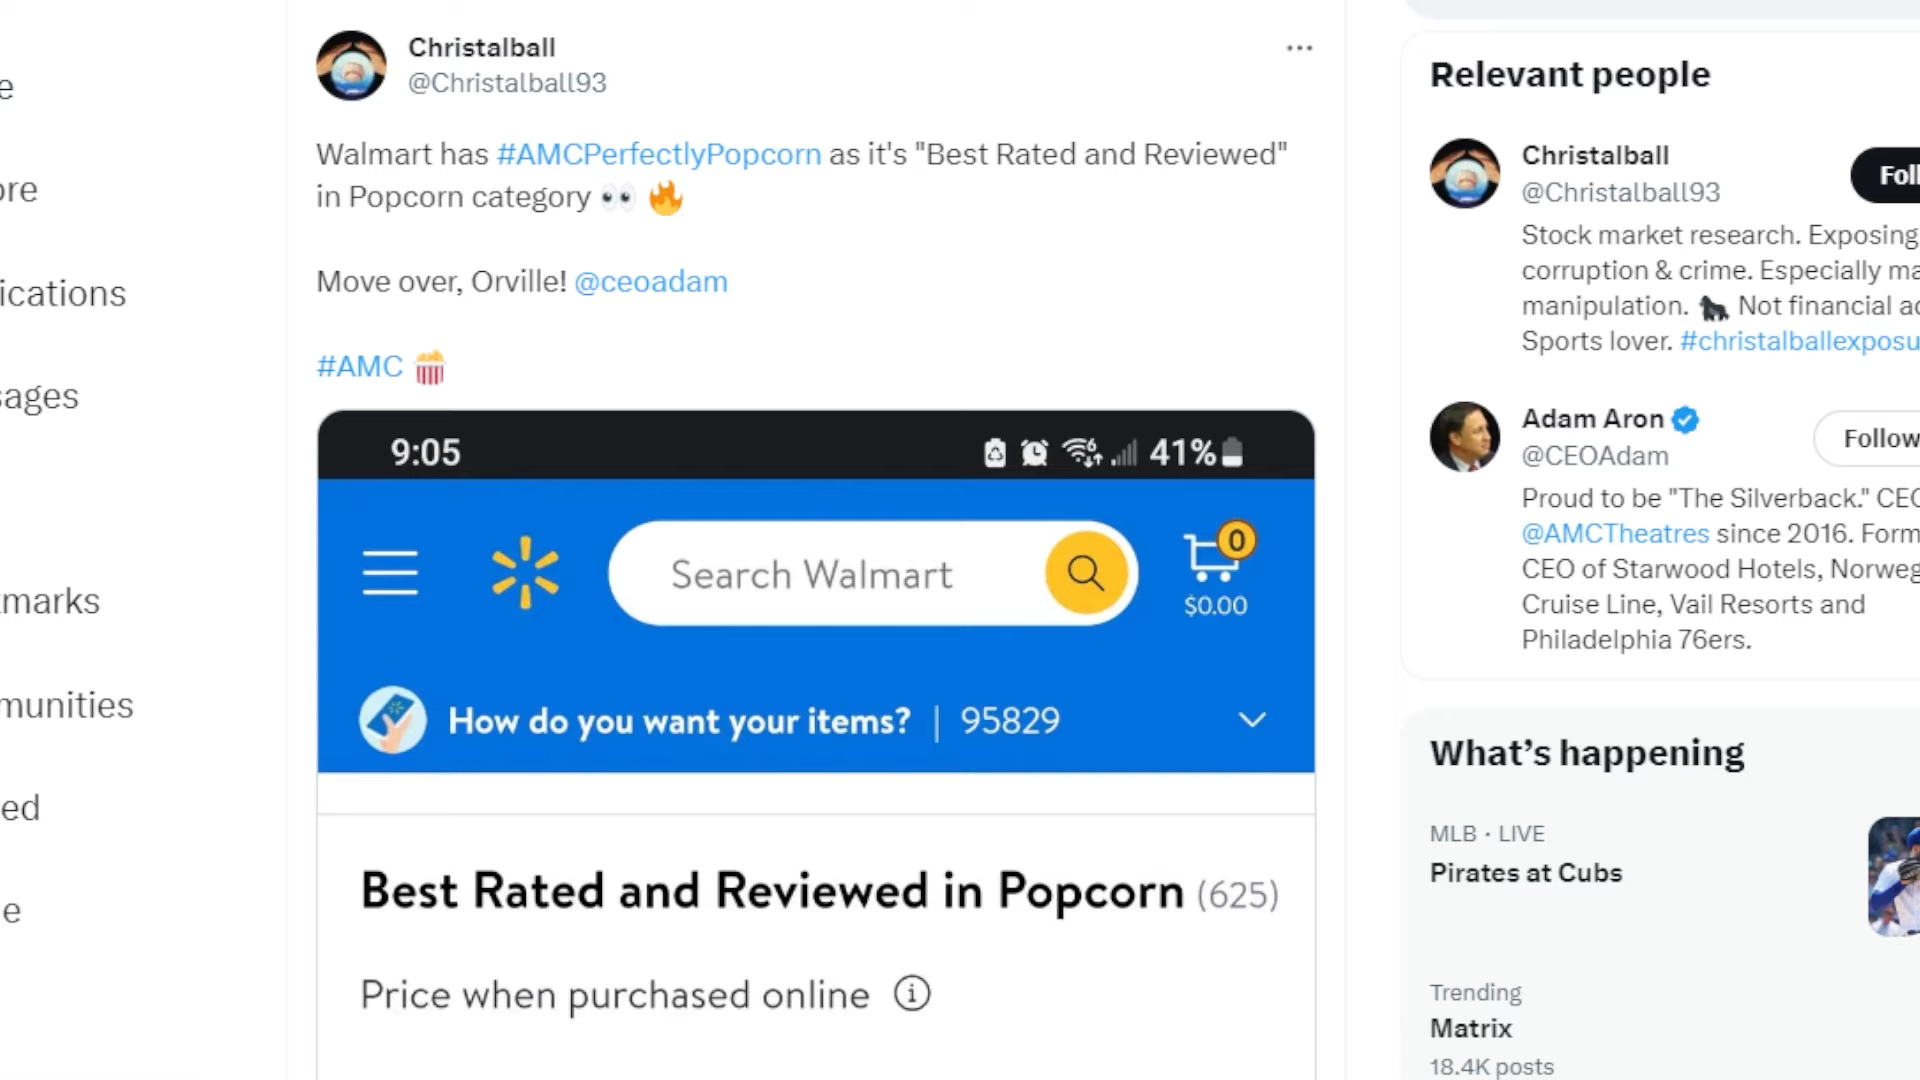 e
ore
ications
sages
kmarks
munities
ed
e
Christalball
@Christalball93
Walmart has #AMCPerfectlyPopcorn as it's "Best Rated and Reviewed"
in Popcorn category 👀 🔥
Move over, Orville! @ceoadam
#AMC 🍿
9:05
41%
Search Walmart
0
$0.00
How do you want your items? | 95829
Best Rated and Reviewed in Popcorn (625)
Price when purchased online
Relevant people
Christalball
@Christalball93
Foll
Stock market research. Exposing
corruption & crime. Especially ma
manipulation. 🦍 Not financial ad
Sports lover. #christalballexposu
Adam Aron
@CEOAdam
Follow
Proud to be "The Silverback." CEO
@AMCTheatres since 2016. Form
CEO of Starwood Hotels, Norweg
Cruise Line, Vail Resorts and
Philadelphia 76ers.
What's happening
MLB · LIVE
Pirates at Cubs
Trending
Matrix
18.4K posts